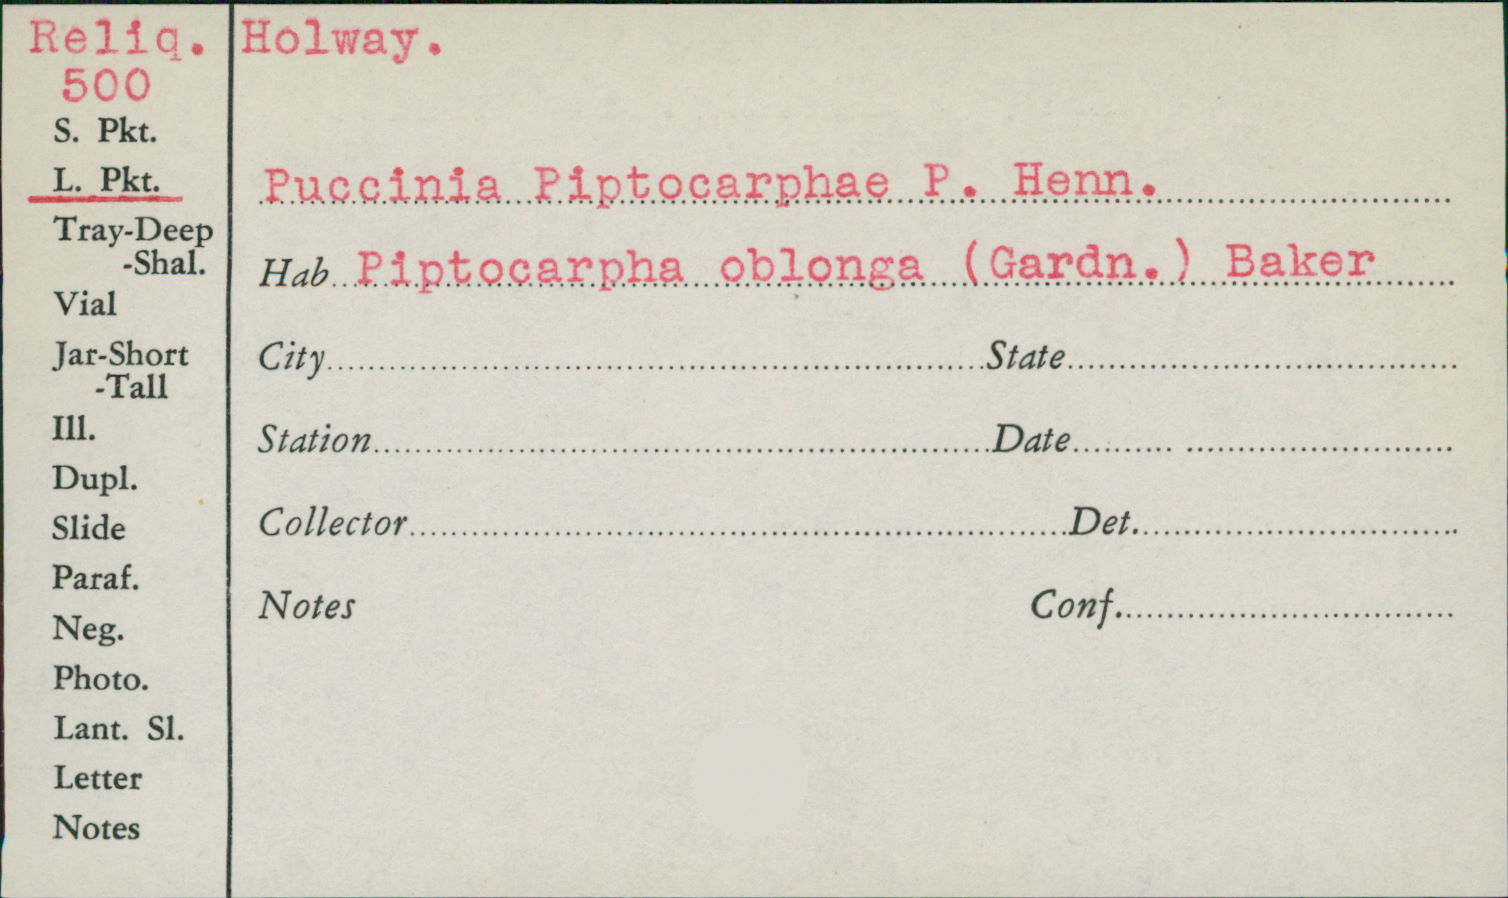 Reliq. Holway.
500
S. Pkt.
L. Pkt.
Puccinia Piptocarphae P. Henn.
Tray-Deep
-Shal.
Hab Piptocarpha oblonga (Gardn.) Baker
Vial
Jar-Short
-Tall
City State
Ill.
Station Date
Dupl.
Slide
Collector Det.
Paraf.
Notes Conf.
Neg.
Photo.
Lant. Sl.
Letter
Notes